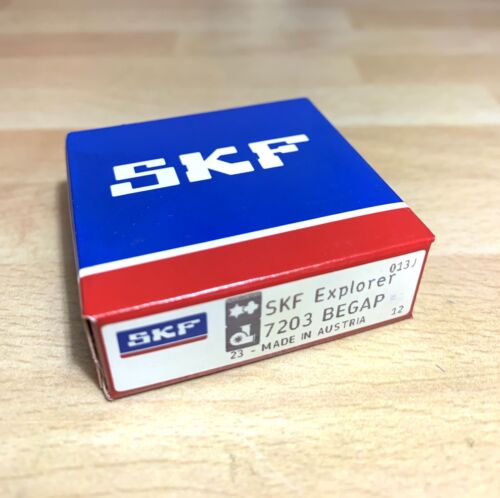 SKF
013J
SKF Explorer
7203 BEGAP
SKF
23 - MADE IN AUSTRIA
12